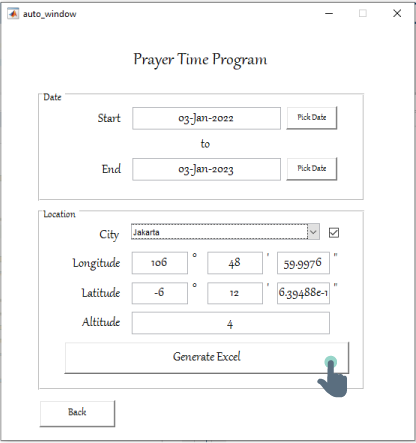 auto_window
Prayer Time Program
Date
Start 03-Jan-2022 Pick Date
to
End 03-Jan-2023 Pick Date
Location
City Jakarta
Longitude 106 ° 48 ' 59.9976 "
Latitude -6 ° 12 ' 6.39488e-1 "
Altitude 4
Generate Excel
Back